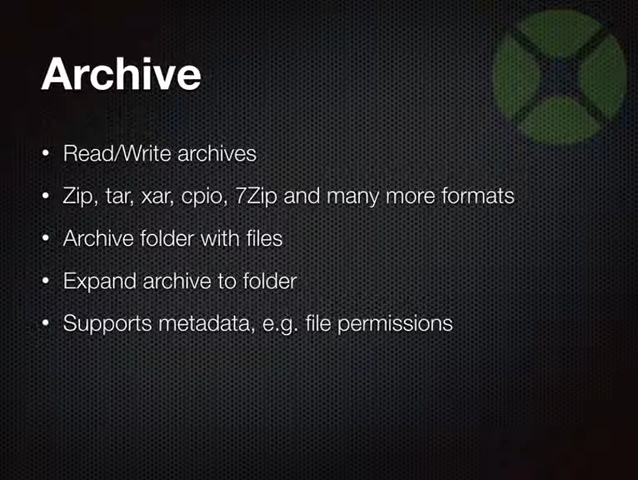 Archive
• Read/Write archives
• Zip, tar, xar, cpio, 7Zip and many more formats
• Archive folder with files
• Expand archive to folder
• Supports metadata, e.g. file permissions